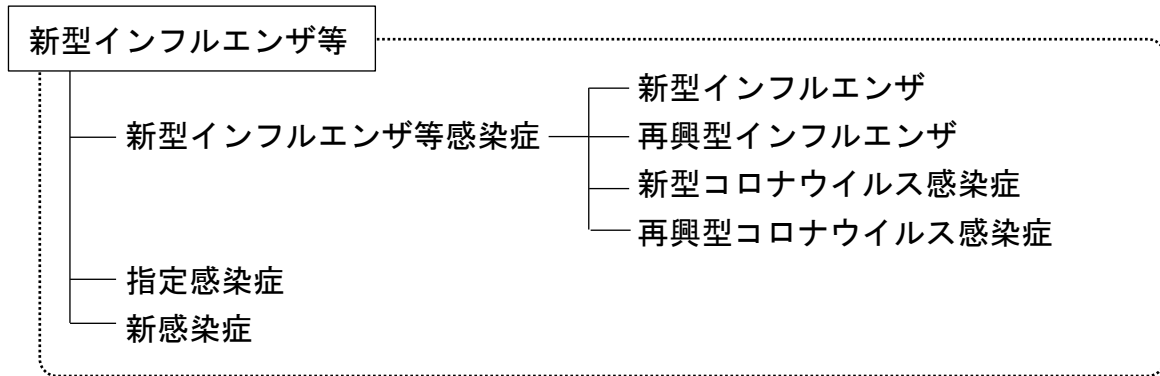 新型インフルエンザ等
新型インフルエンザ等感染症
新型インフルエンザ
再興型インフルエンザ
新型コロナウイルス感染症
再興型コロナウイルス感染症
指定感染症
新感染症